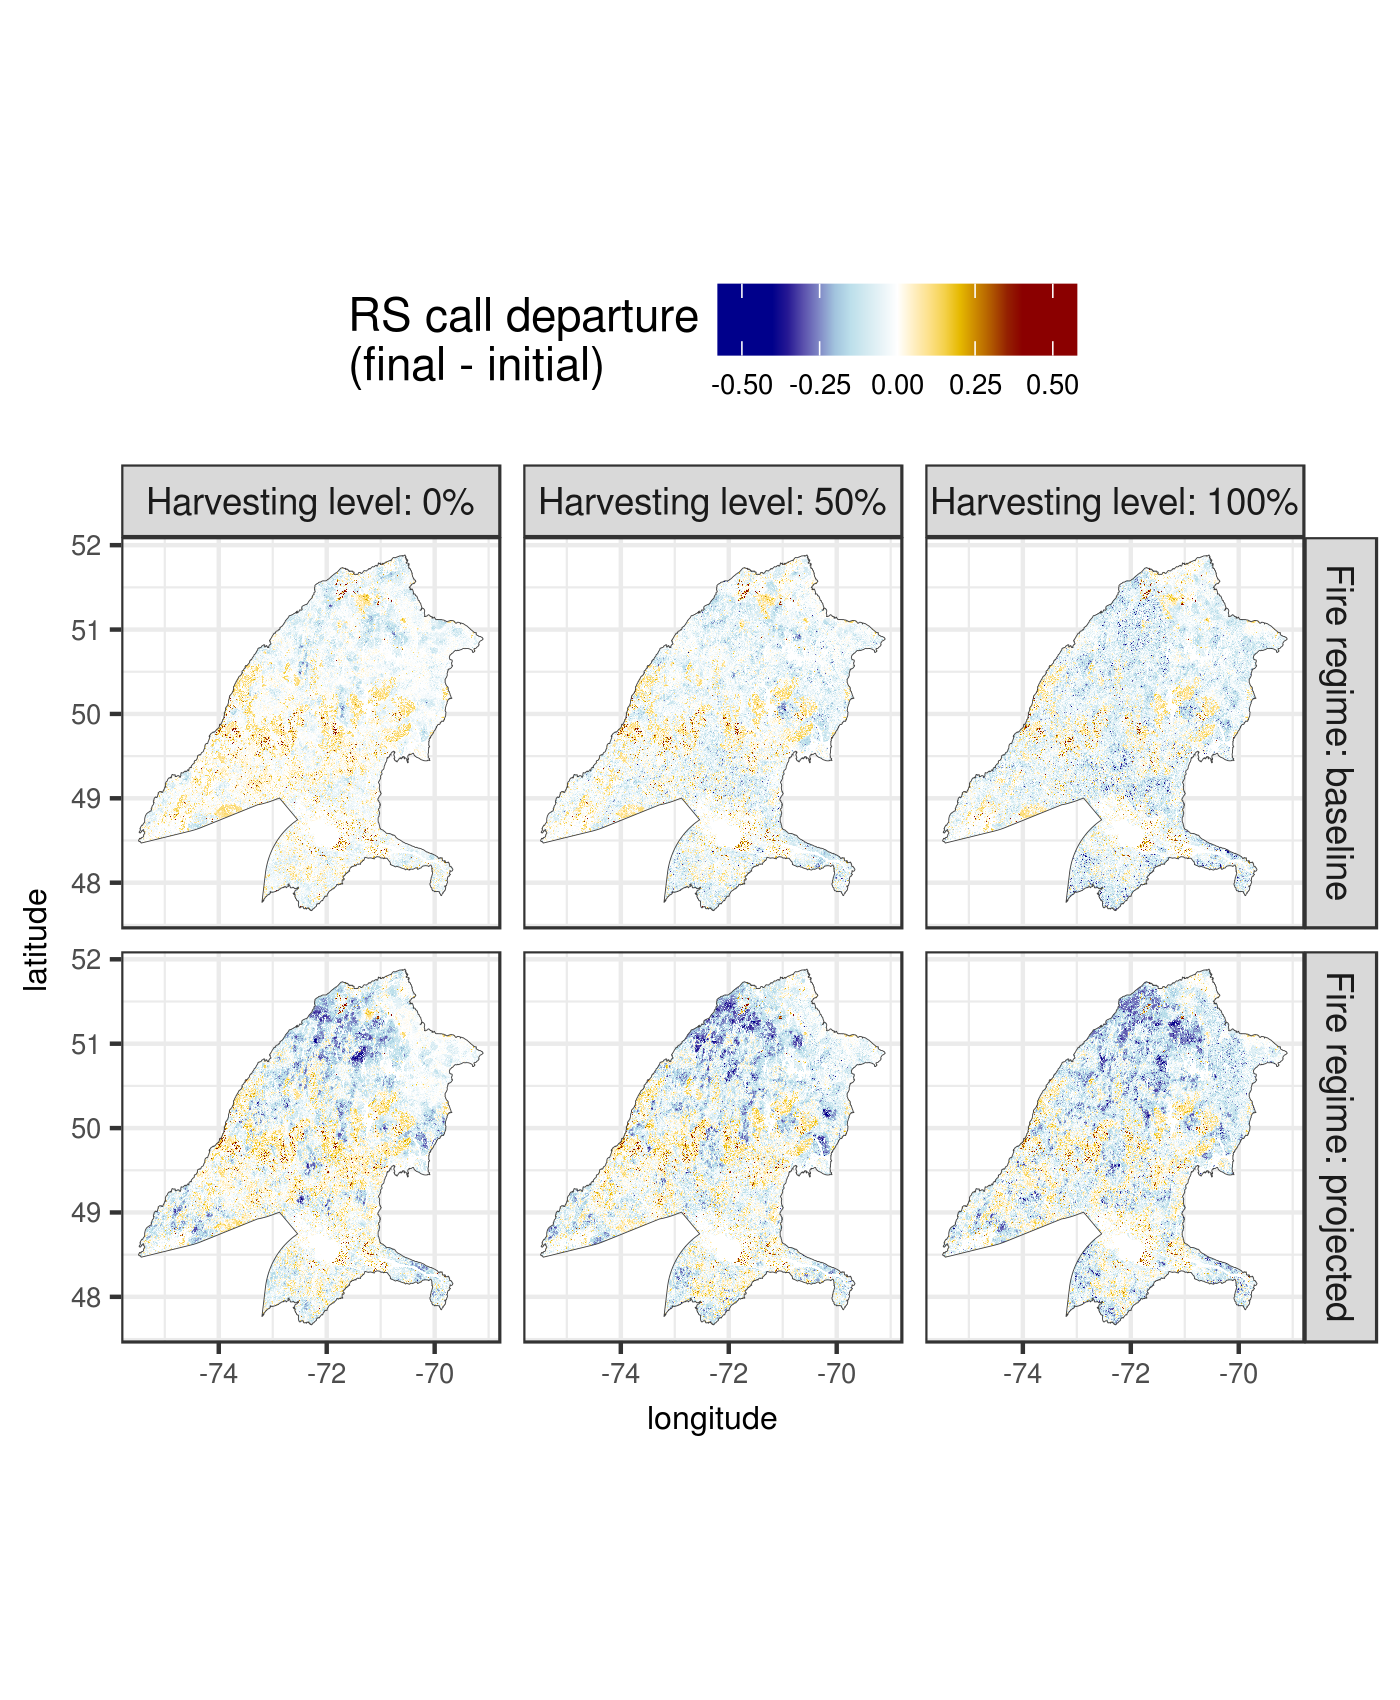 RS call departure
(final - initial)
-0.50 -0.25 0.00 0.25 0.50
Harvesting level: 0%
Harvesting level: 50%
Harvesting level: 100%
Fire regime: baseline
Fire regime: projected
52
51
50
49
48
52
51
50
49
48
latitude
-74 -72 -70
-74 -72 -70
-74 -72 -70
longitude